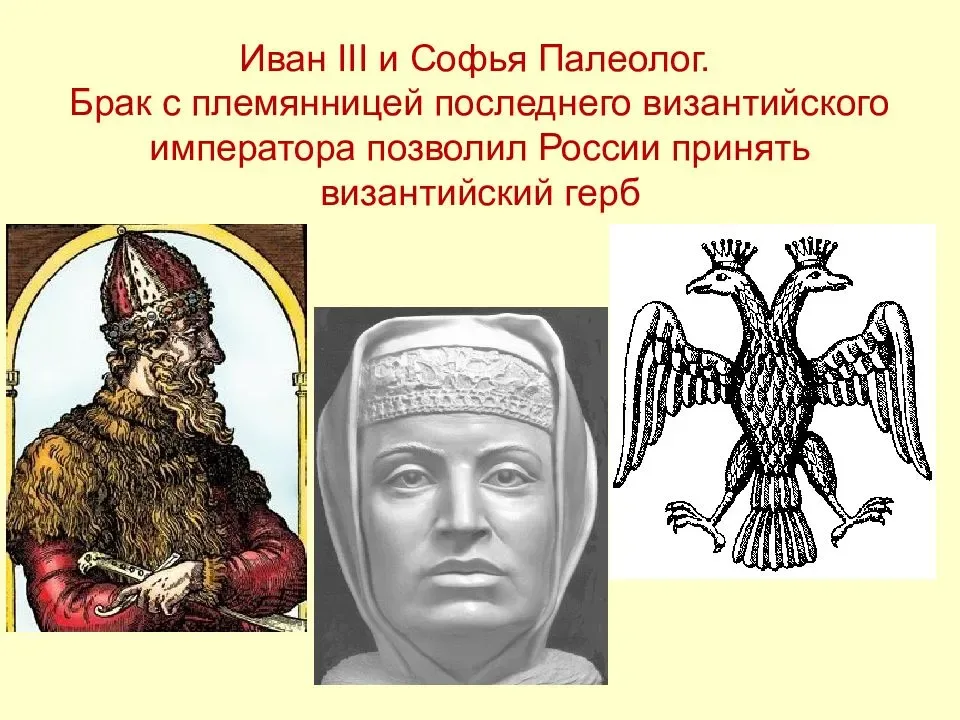 Иван III и Софья Палеолог.
Брак с племянницей последнего византийского
императора позволил России принять
византийский герб